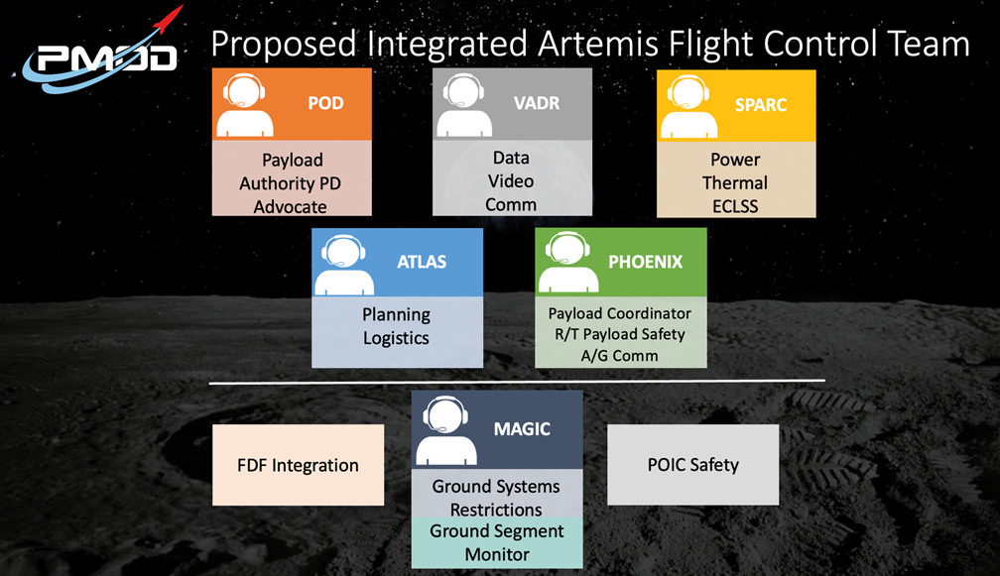 PMOD
Proposed Integrated Artemis Flight Control Team
POD
Payload
Authority PD
Advocate
VADR
Data
Video
Comm
SPARC
Power
Thermal
ECLSS
ATLAS
Planning
Logistics
PHOENIX
Payload Coordinator
R/T Payload Safety
A/G Comm
FDF Integration
MAGIC
Ground Systems
Restrictions
Ground Segment
Monitor
POIC Safety